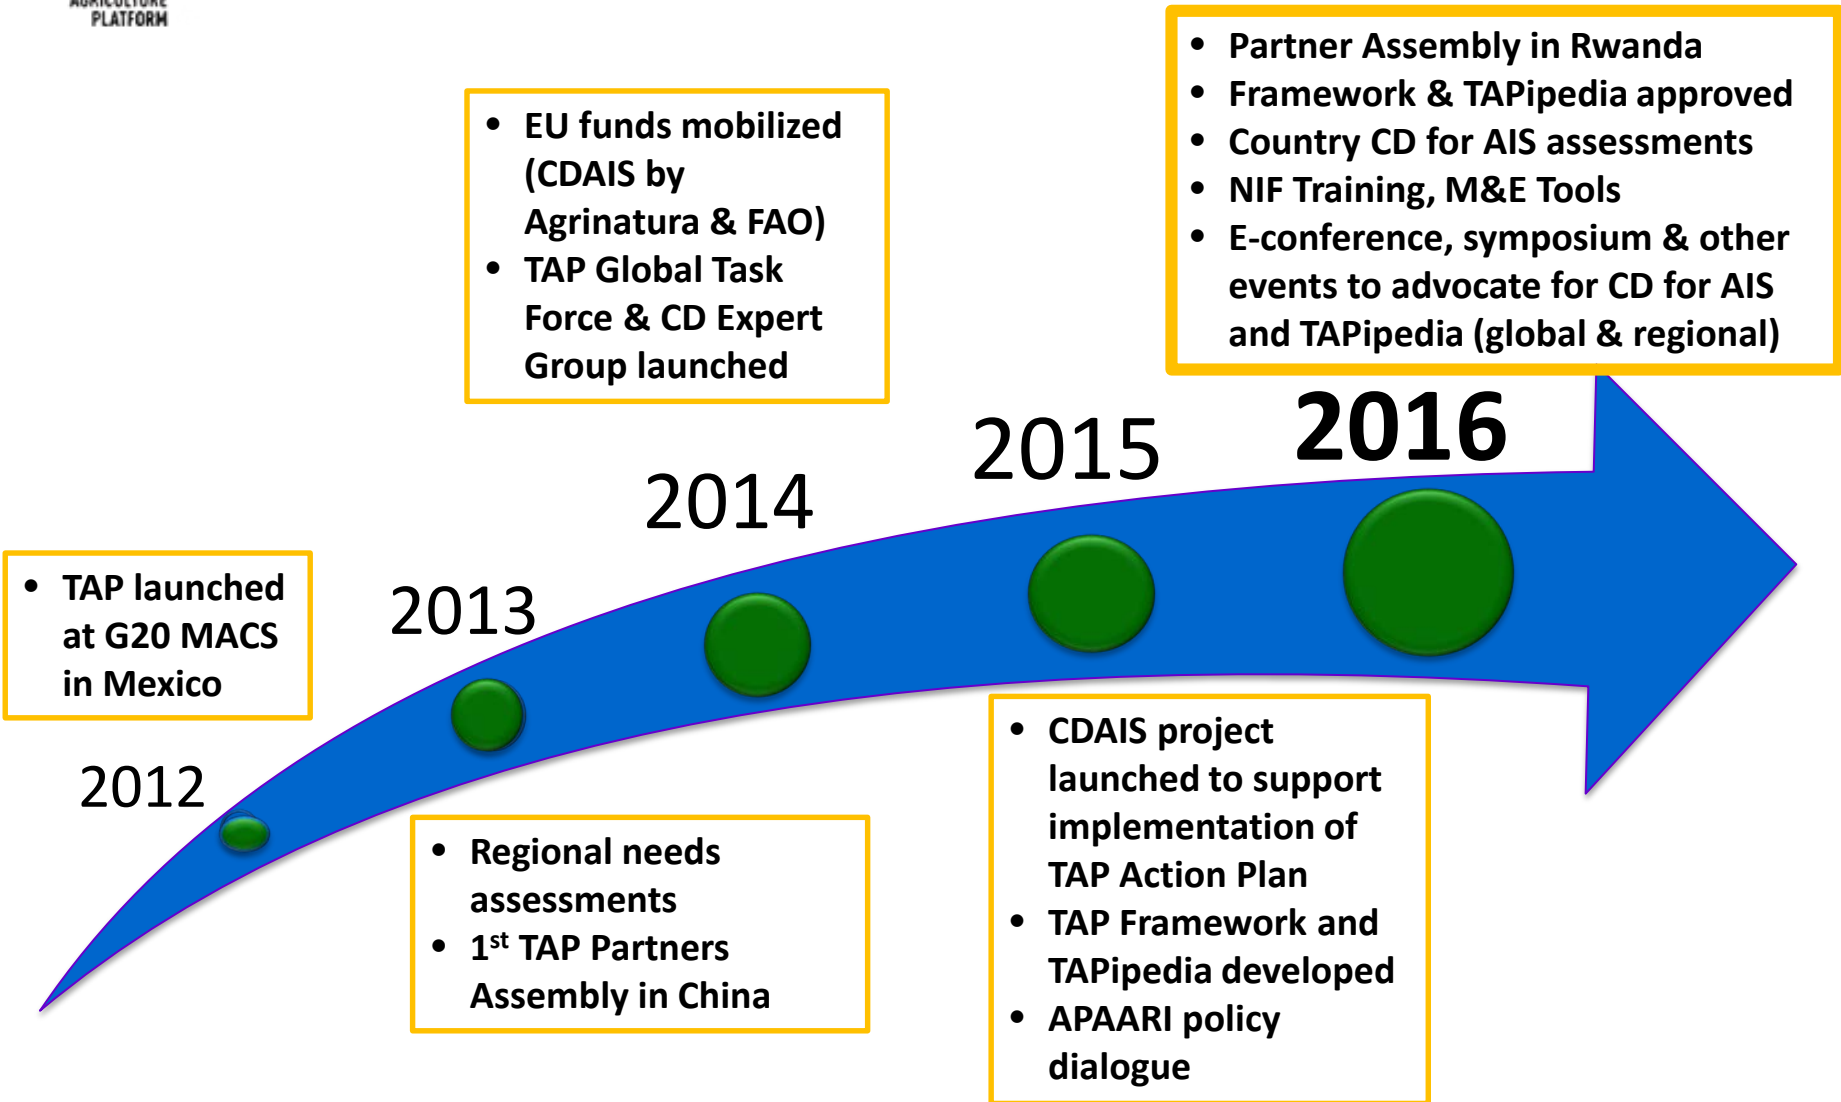 AGRICULTURE
PLATFORM
• Partner Assembly in Rwanda
• Framework & TAPipedia approved
• Country CD for AIS assessments
• NIF Training, M&E Tools
• E-conference, symposium & other
events to advocate for CD for AIS
and TAPipedia (global & regional)
• EU funds mobilized
(CDAIS by
Agrinatura & FAO)
• TAP Global Task
Force & CD Expert
Group launched
2016
2015
2014
2013
• TAP launched
at G20 MACS
in Mexico
2012
• Regional needs
assessments
• 1st TAP Partners
Assembly in China
• CDAIS project
launched to support
implementation of
TAP Action Plan
• TAP Framework and
TAPipedia developed
• APAARI policy
dialogue